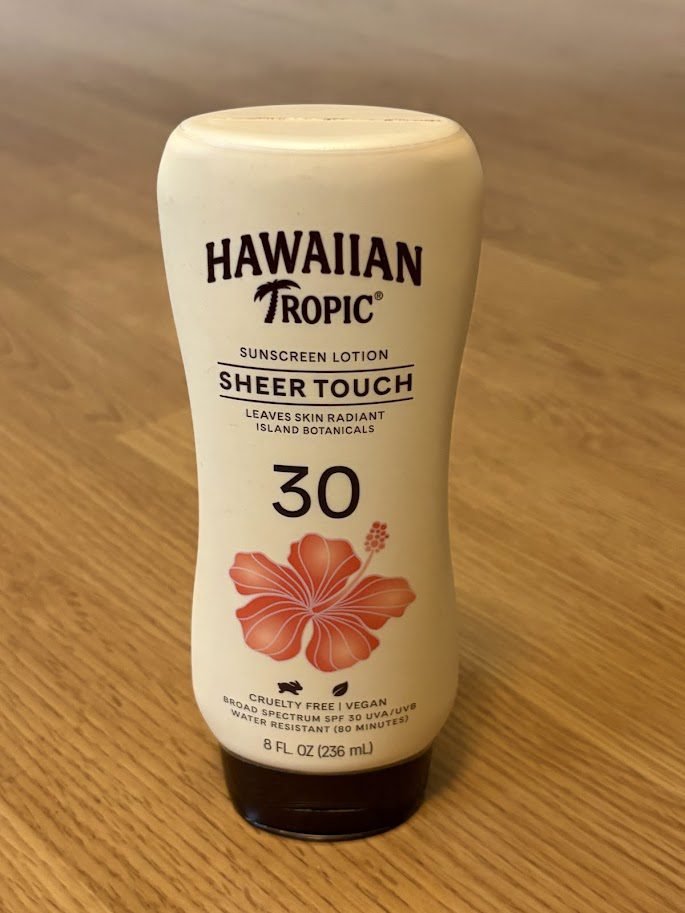 HAWAIIAN
TROPIC®
SUNSCREEN LOTION
SHEER TOUCH
LEAVES SKIN RADIANT
ISLAND BOTANICALS
30
CRUELTY FREE | VEGAN
BROAD SPECTRUM SPF 30 UVA/UVB
WATER RESISTANT (80 MINUTES)
8 FL. OZ (236 mL)